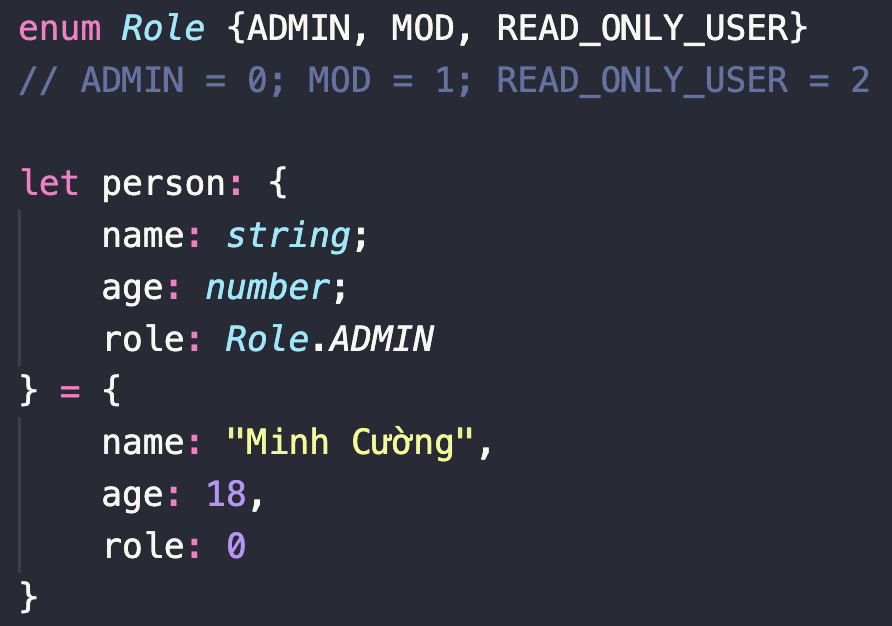 enum Role {ADMIN, MOD, READ_ONLY_USER}
// ADMIN = 0; MOD = 1; READ_ONLY_USER = 2
let person: {
name: string;
age: number;
role: Role.ADMIN
} = {
name: "Minh Cường",
age: 18,
role: 0
}